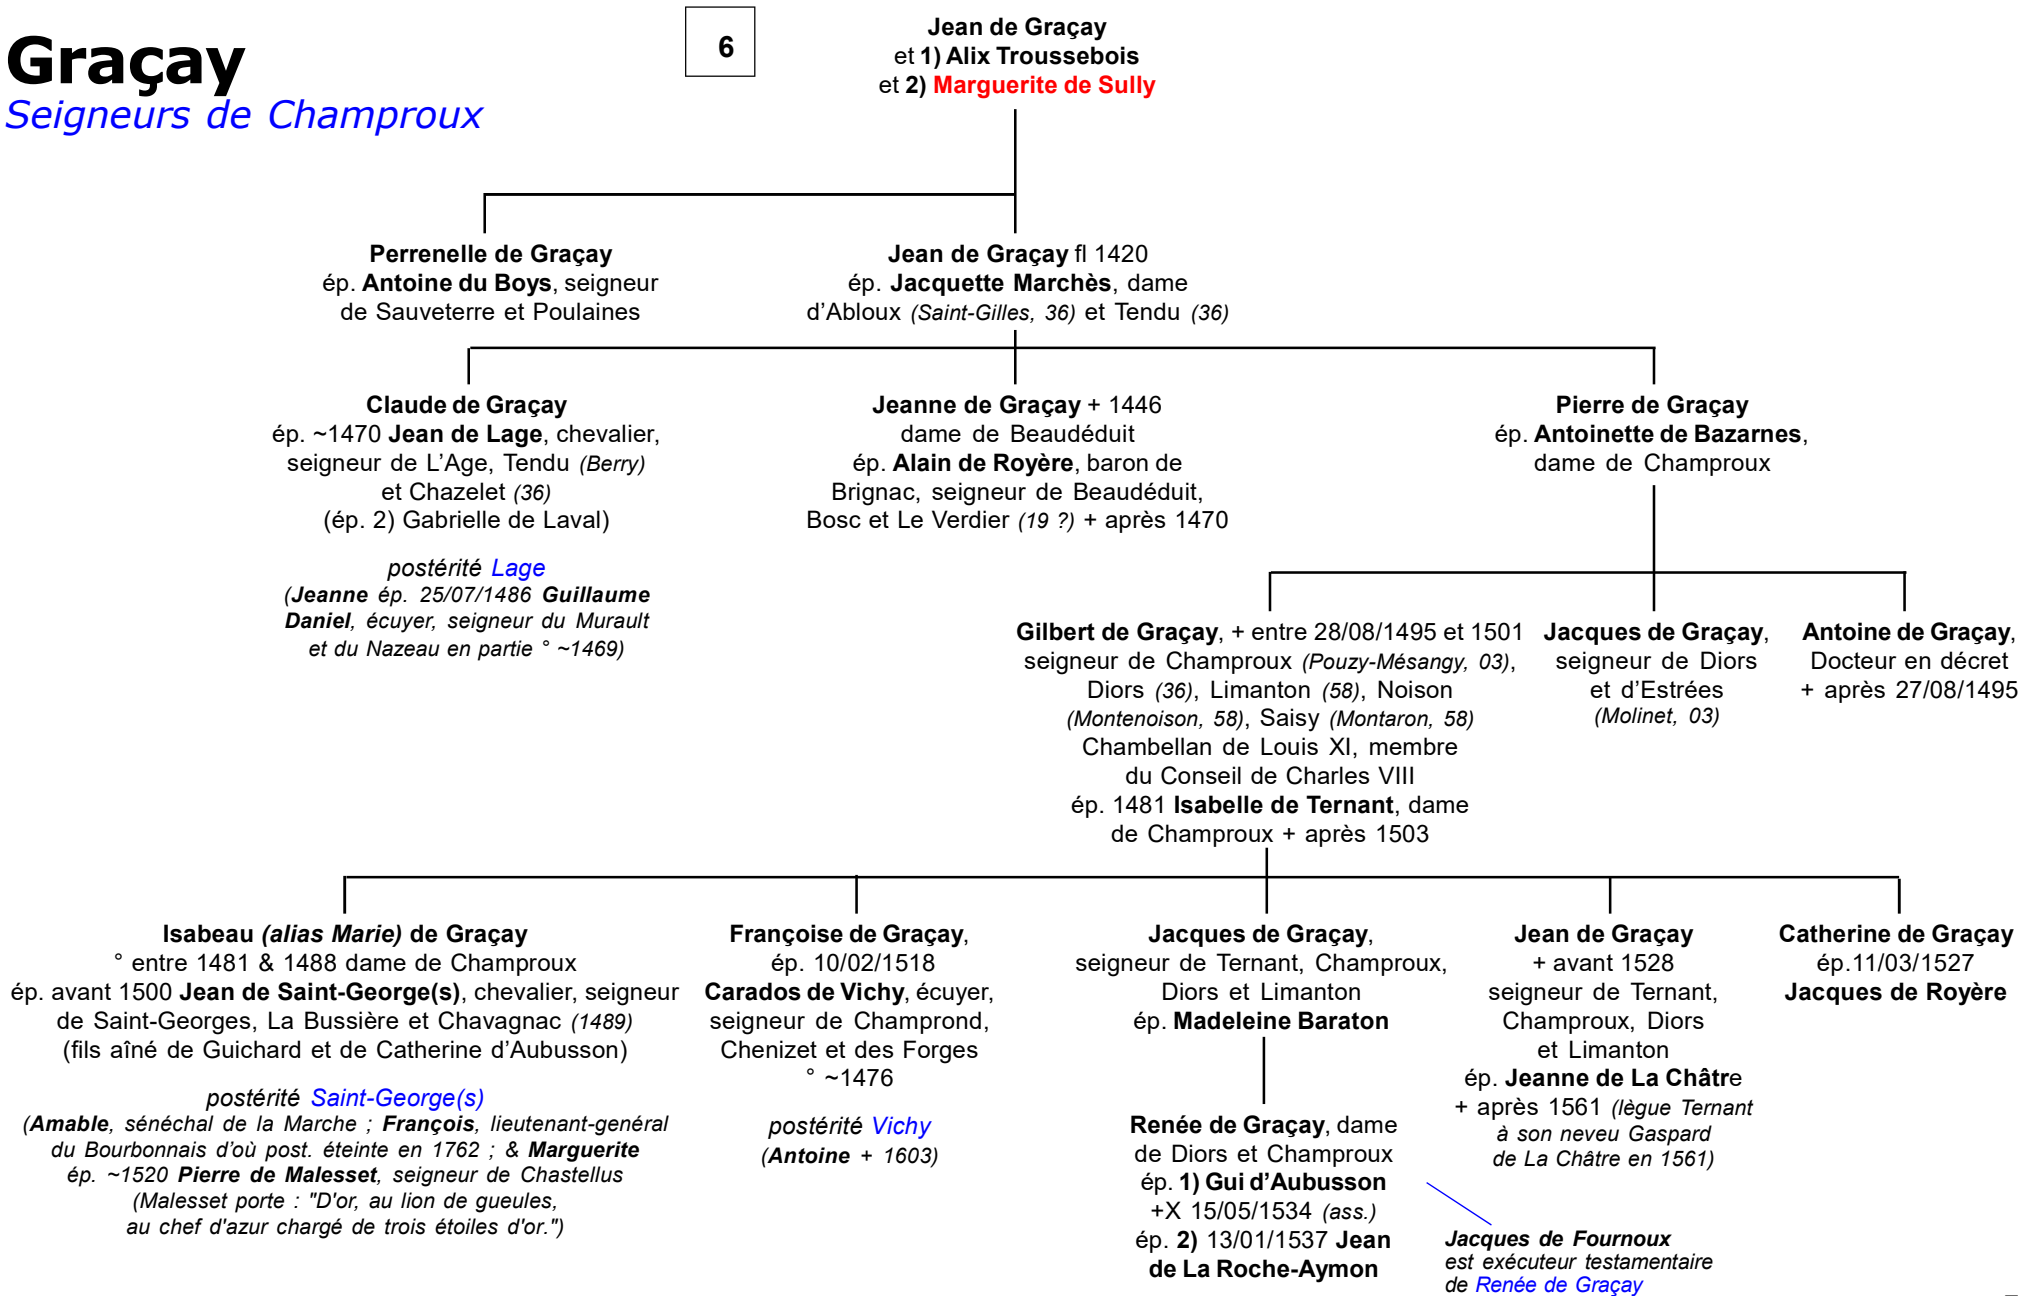 Graçay
Seigneurs de Champroux
6
Jean de Graçay
et 1) Alix Troussebois
et 2) Marguerite de Sully
Perrenelle de Graçay
ép. Antoine du Boys, seigneur
de Sauveterre et Poulaines
Jean de Graçay fl 1420
ép. Jacquette Marchès, dame
d’Abloux (Saint-Gilles, 36) et Tendu (36)
Claude de Graçay
ép. ~1470 Jean de Lage, chevalier,
seigneur de L’Age, Tendu (Berry)
et Chazelet (36)
(ép. 2) Gabrielle de Laval)
postérité Lage
(Jeanne ép. 25/07/1486 Guillaume
Daniel, écuyer, seigneur du Murault
et du Nazeau en partie ° ~1469)
Jeanne de Graçay + 1446
dame de Beaudéduit
ép. Alain de Royère, baron de
Brignac, seigneur de Beaudéduit,
Bosc et Le Verdier (19 ?) + après 1470
Pierre de Graçay
ép. Antoinette de Bazarnes,
dame de Champroux
Gilbert de Graçay, + entre 28/08/1495 et 1501
seigneur de Champroux (Pouzy-Mésangy, 03),
Diors (36), Limanton (58), Noison
(Montenoison, 58), Saisy (Montaron, 58)
Chambellan de Louis XI, membre
du Conseil de Charles VIII
ép. 1481 Isabelle de Ternant, dame
de Champroux + après 1503
Jacques de Graçay,
seigneur de Diors
et d’Estrées
(Molinet, 03)
Antoine de Graçay,
Docteur en décret
+ après 27/08/1495
Isabeau (alias Marie) de Graçay
° entre 1481 & 1488 dame de Champroux
ép. avant 1500 Jean de Saint-George(s), chevalier, seigneur
de Saint-Georges, La Bussière et Chavagnac (1489)
(fils aîné de Guichard et de Catherine d’Aubusson)
postérité Saint-George(s)
(Amable, sénéchal de la Marche ; François, lieutenant-genéral
du Bourbonnais d’où post. éteinte en 1762 ; & Marguerite
ép. ~1520 Pierre de Malesset, seigneur de Chastellus
(Malesset porte : "D'or, au lion de gueules,
au chef d'azur chargé de trois étoiles d'or.")
Françoise de Graçay,
ép. 10/02/1518
Carados de Vichy, écuyer,
seigneur de Champrond,
Chenizet et des Forges
° ~1476
postérité Vichy
(Antoine + 1603)
Jacques de Graçay,
seigneur de Ternant, Champroux,
Diors et Limanton
ép. Madeleine Baraton
Renée de Graçay, dame
de Diors et Champroux
ép. 1) Gui d’Aubusson
+X 15/05/1534 (ass.)
ép. 2) 13/01/1537 Jean
de La Roche-Aymon
Jean de Graçay
+ avant 1528
seigneur de Ternant,
Champroux, Diors
et Limanton
ép. Jeanne de La Châtre
+ après 1561 (lègue Ternant
à son neveu Gaspard
de La Châtre en 1561)
Catherine de Graçay
ép.11/03/1527
Jacques de Royère
Jacques de Fournoux
est exécuteur testamentaire
de Renée de Graçay